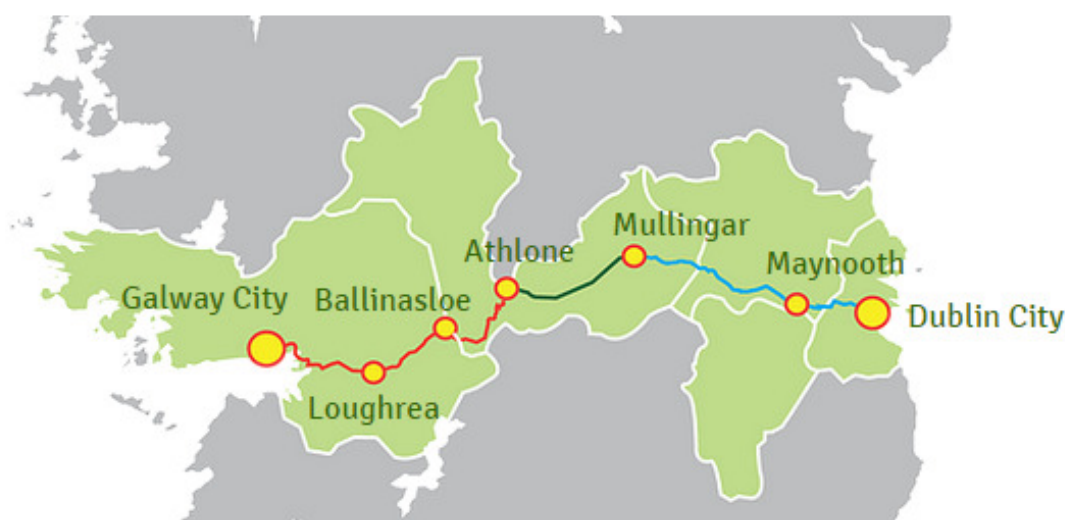 Mullingar
Athlone
Maynooth
Galway City
Ballinasloe
Dublin City
Loughrea